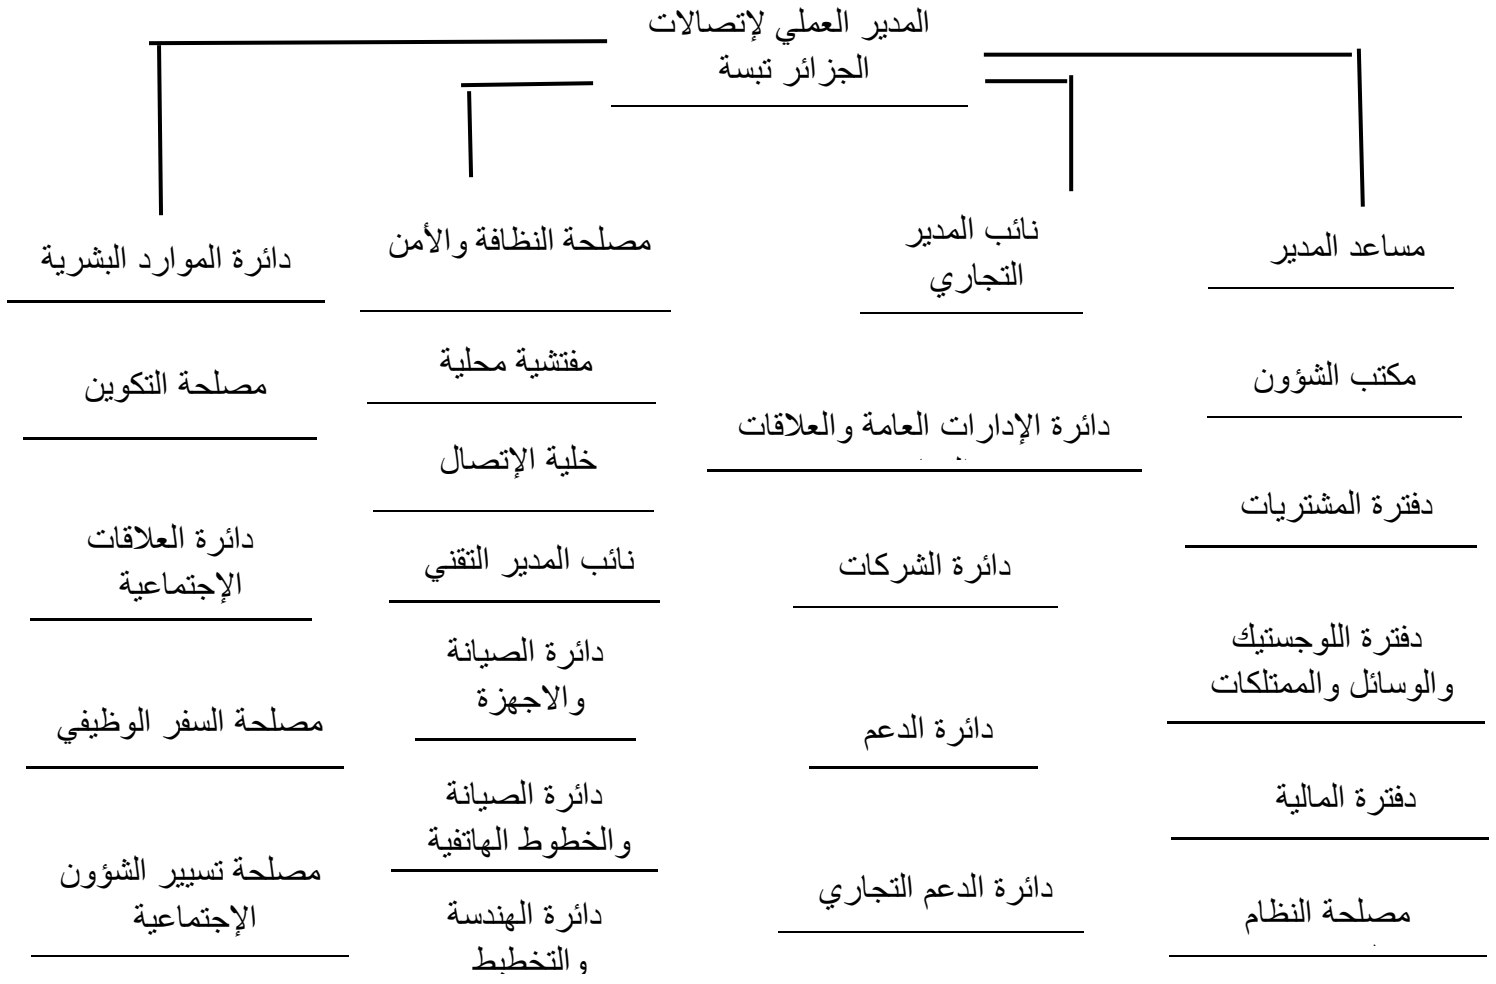 المدير العملي لإتصالات
الجزائر تبسة
مساعد المدير
مكتب الشؤون
دفترة المشتريات
دفترة اللوجستيك
والوسائل والممتلكات
دفترة المالية
مصلحة النظام
نائب المدير
التجاري
دائرة الإدارات العامة والعلاقات
دائرة الشركات
دائرة الدعم
دائرة الدعم التجاري
مصلحة النظافة والأمن
مفتشية محلية
خلية الإتصال
نائب المدير التقني
دائرة الصيانة
والاجهزة
دائرة الصيانة
والخطوط الهاتفية
دائرة الهندسة
والتخطيط
دائرة الموارد البشرية
مصلحة التكوين
دائرة العلاقات
الإجتماعية
مصلحة السفر الوظيفي
مصلحة تسيير الشؤون
الإجتماعية